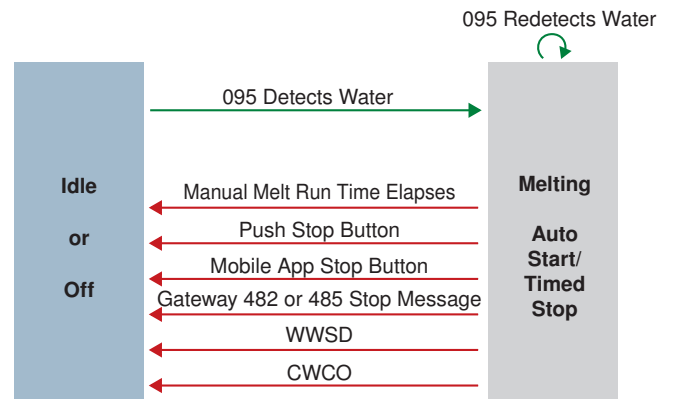 095 Redetects Water
095 Detects Water
Idle
or
Off
Manual Melt Run Time Elapses
Push Stop Button
Mobile App Stop Button
Gateway 482 or 485 Stop Message
WWSD
CWCO
Melting
Auto
Start/
Timed
Stop